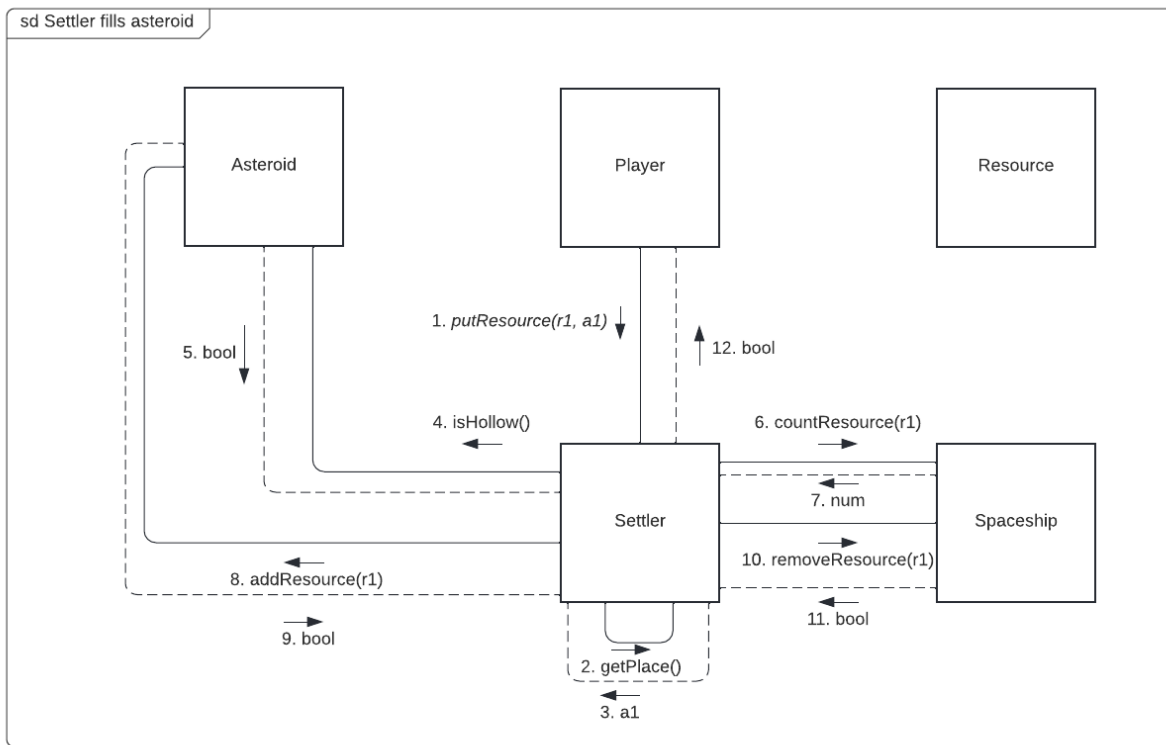 sd Settler fills asteroid
Asteroid
Player
Resource
1. putResource(r1, a1)
5. bool
12. bool
4. isHollow()
6. countResource(r1)
7. num
Settler
Spaceship
10. removeResource(r1)
8. addResource(r1)
11. bool
9. bool
2. getPlace()
3. a1